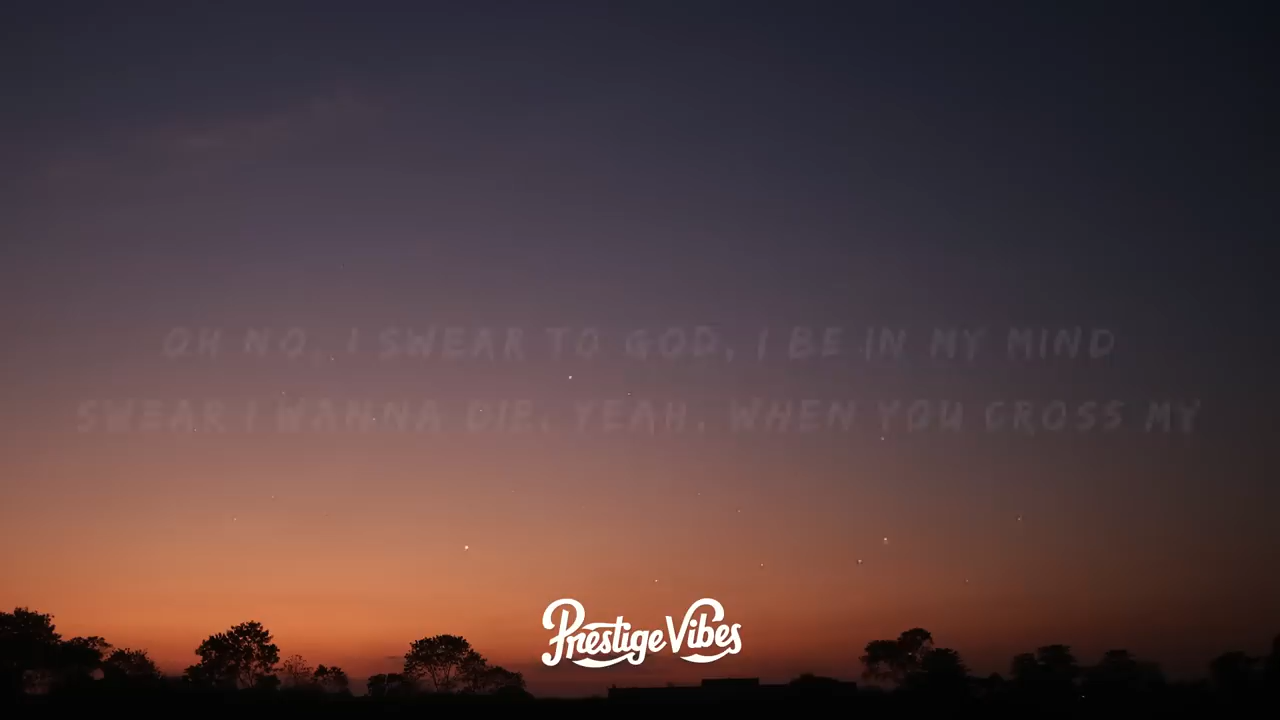 OH NO, I SWEAR TO GOD, I BE IN MY MIND
SWEAR I WANNA DIE, YEAH, WHEN YOU CROSS MY
Prestige Vibes